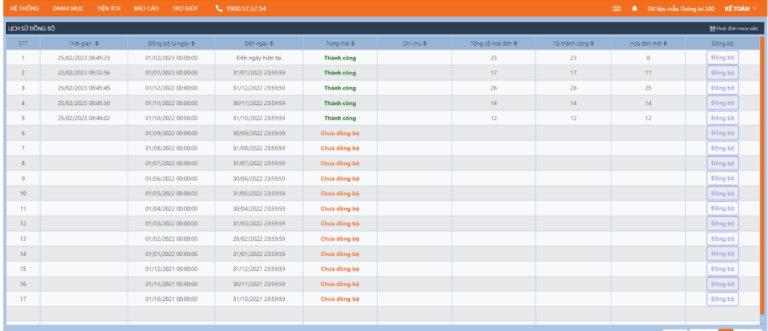 HỆ THỐNG DANH MỤC TIỆN ÍCH BÁO CÁO TRỢ GIÚP 1900.57.57.54 Dữ liệu mẫu Thông tư 200 KẾ TOÁN
LỊCH SỬ ĐỒNG BỘ Hoá đơn mua vào
STT Thời gian Đồng bộ từ ngày Đến ngày Trạng thái Ghi chú Tổng số hoá đơn Tải thành công Hoá đơn mới Đồng bộ
1 25/02/2023 08:45:23 01/02/2023 00:00:00 Đến ngày hiện tại Thành công 23 23 0 Đồng bộ
2 22/02/2023 08:32:56 01/01/2023 00:00:00 31/01/2023 23:59:59 Thành công 17 17 11 Đồng bộ
3 25/02/2023 08:45:45 01/12/2022 00:00:00 31/12/2022 23:59:59 Thành công 26 26 25 Đồng bộ
4 25/02/2023 08:45:50 01/11/2022 00:00:00 30/11/2022 23:59:59 Thành công 14 14 14 Đồng bộ
5 25/02/2023 08:46:02 01/10/2022 00:00:00 31/10/2022 23:59:59 Thành công 12 12 12 Đồng bộ
6 01/09/2022 00:00:00 30/09/2022 23:59:59 Chưa đồng bộ Đồng bộ
7 01/08/2022 00:00:00 31/08/2022 23:59:59 Chưa đồng bộ Đồng bộ
8 01/07/2022 00:00:00 31/07/2022 23:59:59 Chưa đồng bộ Đồng bộ
9 01/06/2022 00:00:00 30/06/2022 23:59:59 Chưa đồng bộ Đồng bộ
10 01/05/2022 00:00:00 31/05/2022 23:59:59 Chưa đồng bộ Đồng bộ
11 01/04/2022 00:00:00 30/04/2022 23:59:59 Chưa đồng bộ Đồng bộ
12 01/03/2022 00:00:00 31/03/2022 23:59:59 Chưa đồng bộ Đồng bộ
13 01/02/2022 00:00:00 28/02/2022 23:59:59 Chưa đồng bộ Đồng bộ
14 01/01/2022 00:00:00 31/01/2022 23:59:59 Chưa đồng bộ Đồng bộ
15 01/12/2021 00:00:00 31/12/2021 23:59:59 Chưa đồng bộ Đồng bộ
16 01/11/2021 00:00:00 30/11/2021 23:59:59 Chưa đồng bộ Đồng bộ
17 01/10/2021 00:00:00 31/10/2021 23:59:59 Chưa đồng bộ Đồng bộ